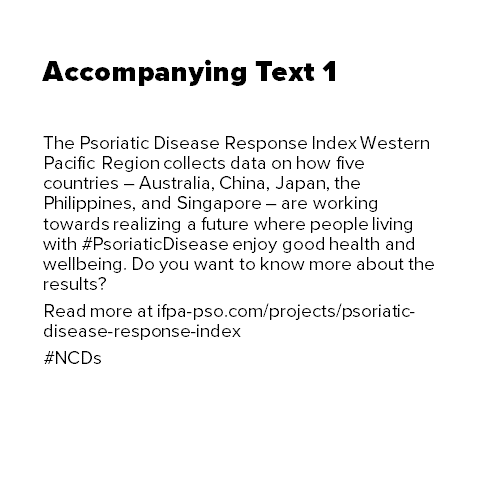 Accompanying Text 1
The Psoriatic Disease Response Index Western
Pacific Region collects data on how five
countries – Australia, China, Japan, the
Philippines, and Singapore – are working
towards realizing a future where people living
with #PsoriaticDisease enjoy good health and
wellbeing. Do you want to know more about the
results?
Read more at ifpa-pso.com/projects/psoriatic-
disease-response-index
#NCDs